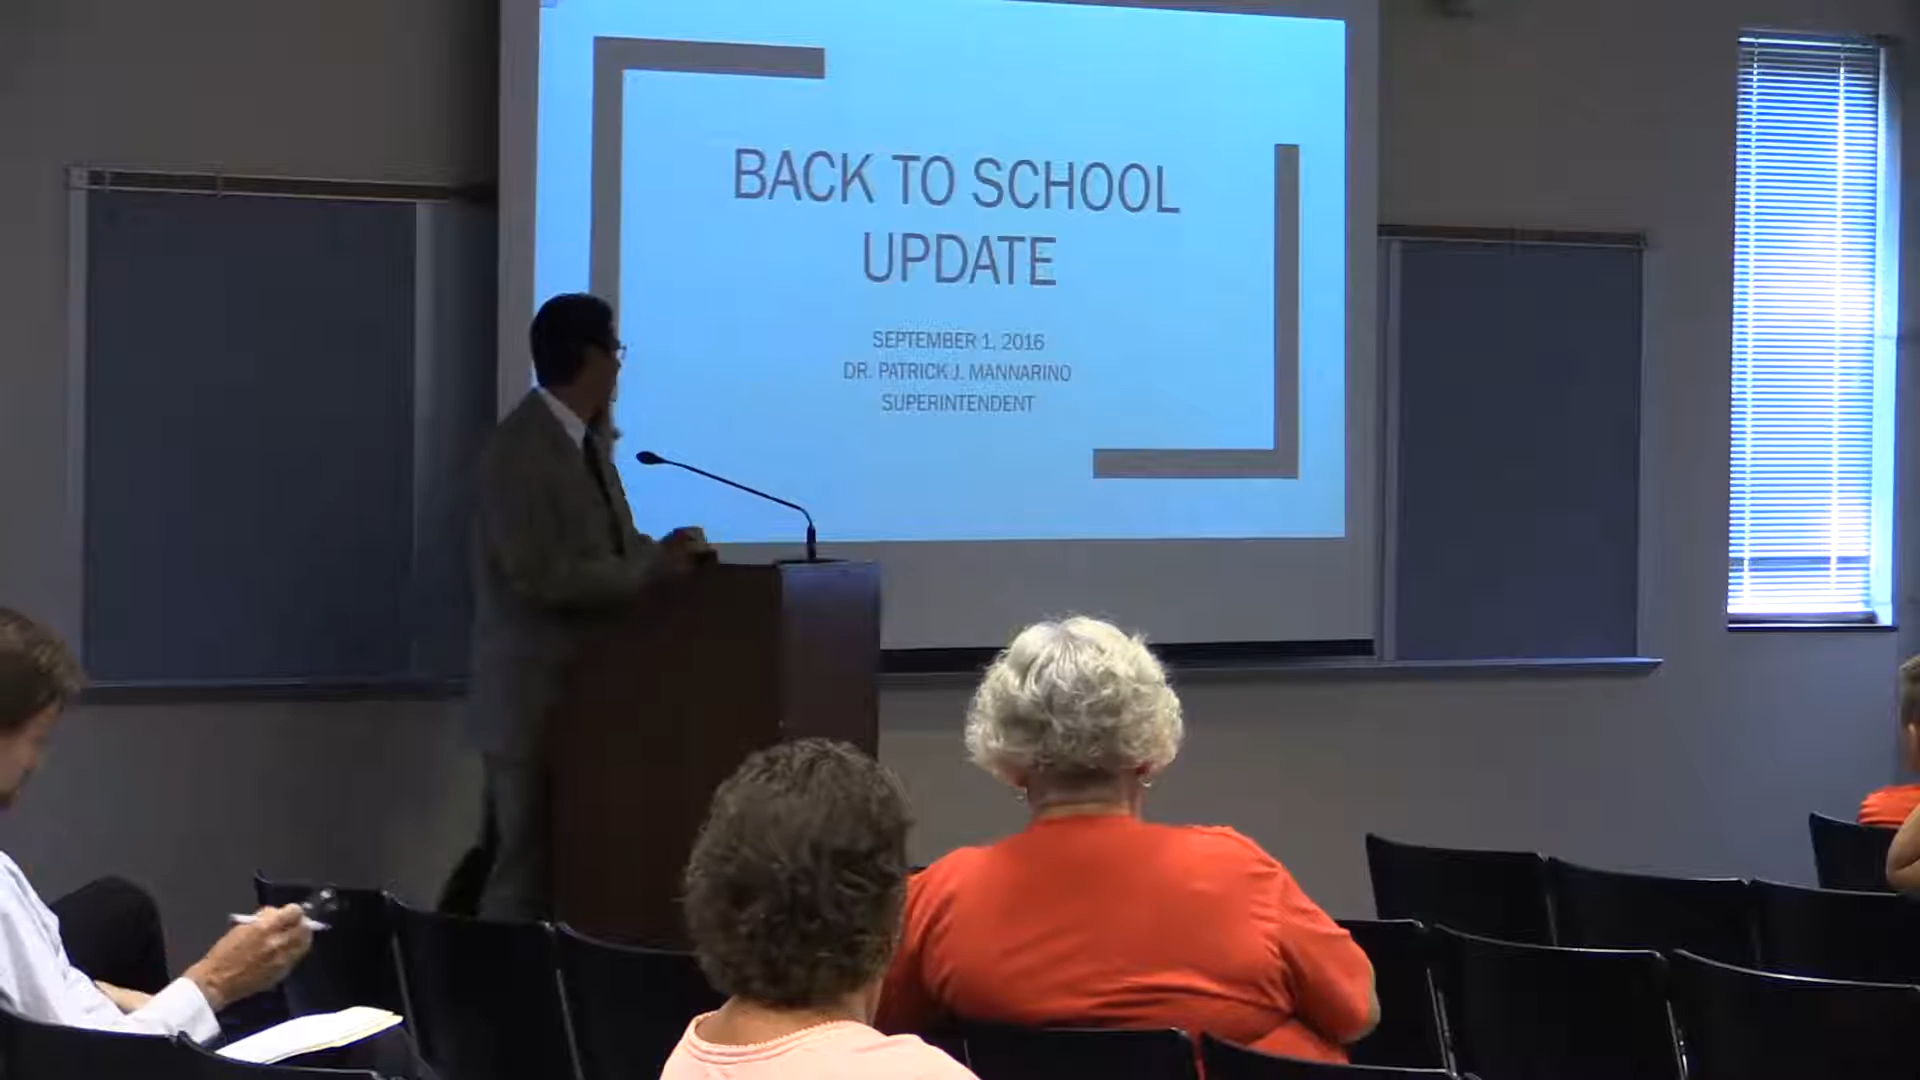 BACK TO SCHOOL
UPDATE
SEPTEMBER 1, 2016
DR. PATRICK J. MANNARINO
SUPERINTENDENT